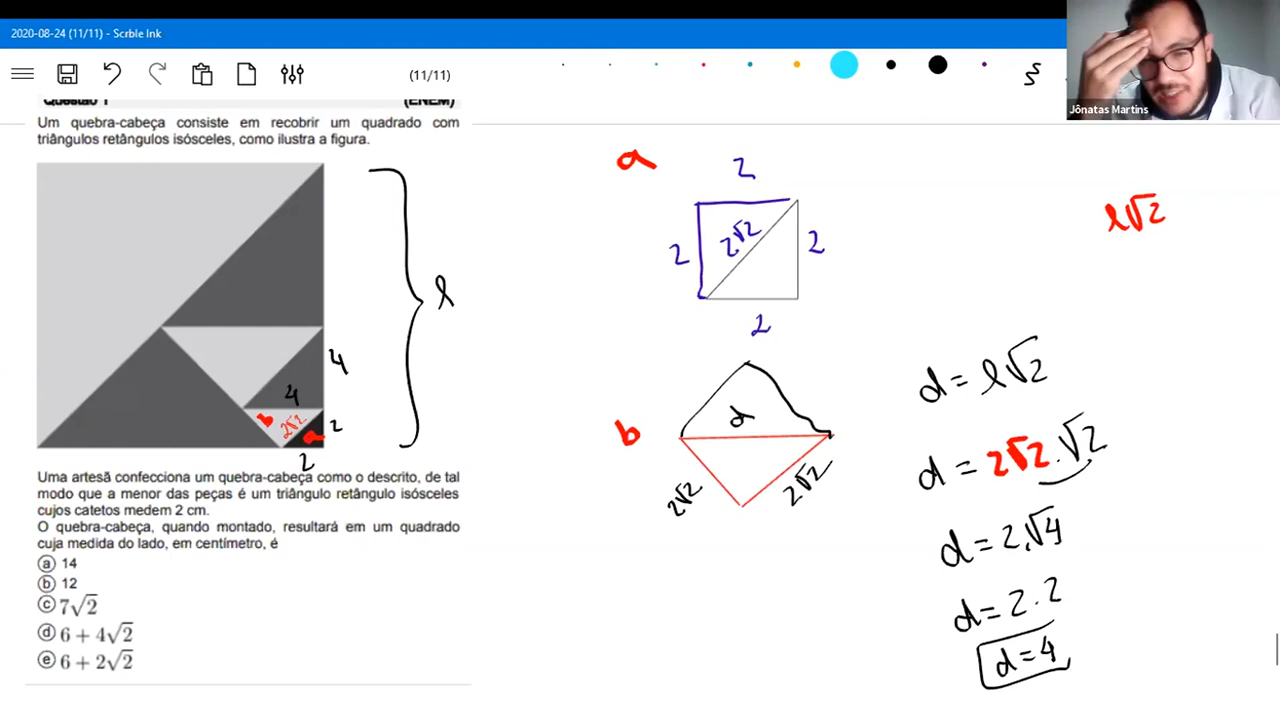 2020-08-24 (11/11) - Scrble Ink
(11/11)
Jônatas Martins
Questão 1 (ENEM)
Um quebra-cabeça consiste em recobrir um quadrado com
triângulos retângulos isósceles, como ilustra a figura.
l
4
4
b
2√2
a
2
2
Uma artesã confecciona um quebra-cabeça como o descrito, de tal
modo que a menor das peças é um triângulo retângulo isósceles
cujos catetos medem 2 cm.
O quebra-cabeça, quando montado, resultará em um quadrado
cuja medida do lado, em centímetro, é
a 14
b 12
c 7√2
d 6 + 4√2
e 6 + 2√2
a
2
2
2√2
2
2
b
d
2√2
2√2
l√2
d = l√2
d = 2√2 . √2
d = 2.√4
d = 2 . 2
d = 4